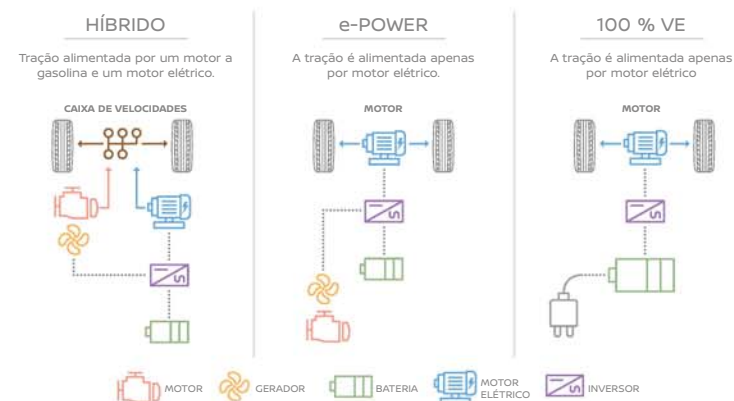 HÍBRIDO
Tração alimentada por um motor a
gasolina e um motor elétrico.
CAIXA DE VELOCIDADES
e-POWER
A tração é alimentada apenas
por motor elétrico.
MOTOR
100 % VE
A tração é alimentada apenas
por motor elétrico
MOTOR
MOTOR
GERADOR
BATERIA
MOTOR
ELÉTRICO
INVERSOR